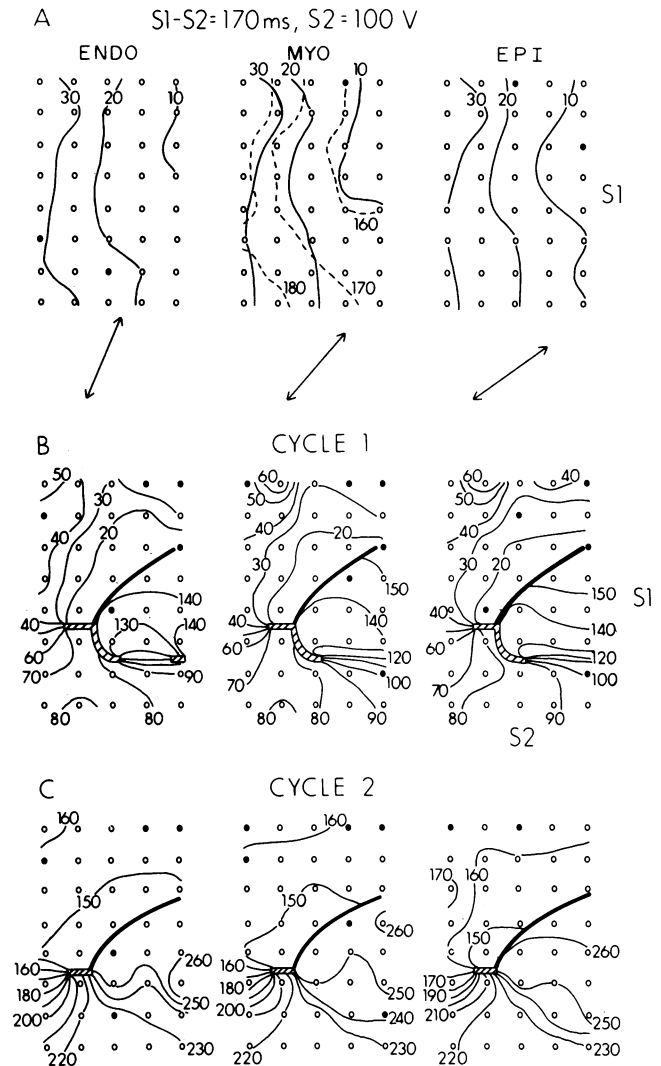 A
S1-S2=170ms, S2=100 V
ENDO MYO EPI
30 20 10 30 20 10 30 20 10
S1
160
180 170
B CYCLE 1
50 60 60 40
50 50
30
40 40 40
20 20
30 30 20
150 150
140 S1
130 140 140 140
40 40 40
60 60 60 120 120
70 90 100 100
70 70
80 80 80 80 90 80 90
S2
C CYCLE 2
160 160
170 160
150 150 150
260
160 260 160 260
180 180 170
250 250 190
200 200 240 210 250
220 230 220 230 220 230